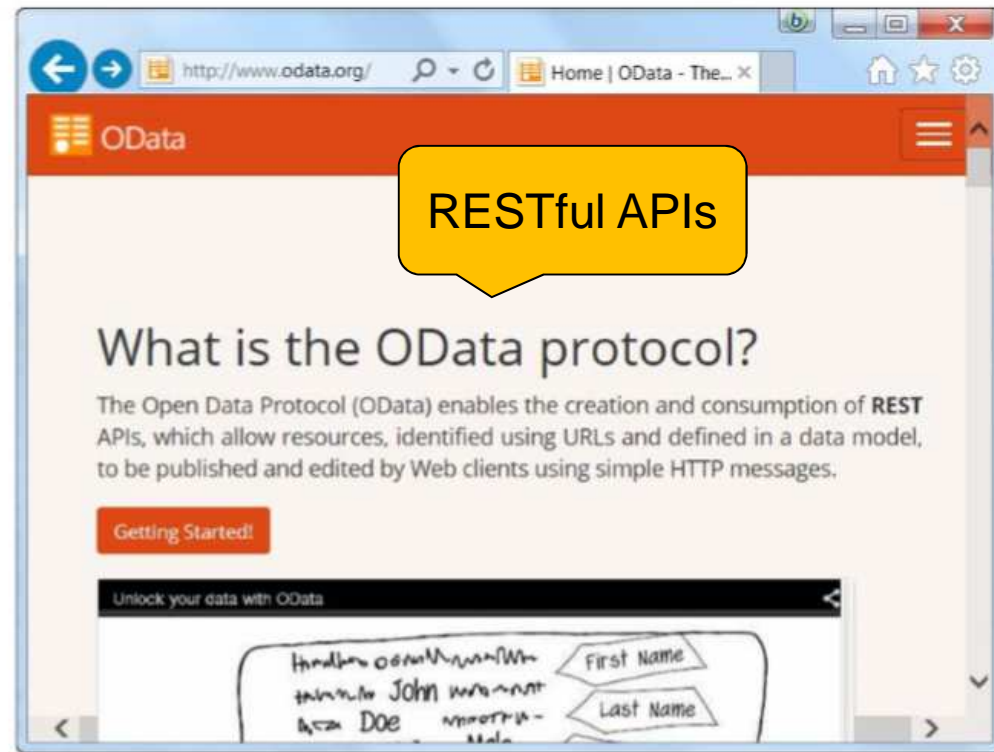 http://www.odata.org/
Home | OData - The...
OData
RESTful APIs
What is the OData protocol?
The Open Data Protocol (OData) enables the creation and consumption of REST
APIs, which allow resources, identified using URLs and defined in a data model,
to be published and edited by Web clients using simple HTTP messages.
Getting Started!
Unlock your data with OData
First Name
John
Last Name
Doe
Male